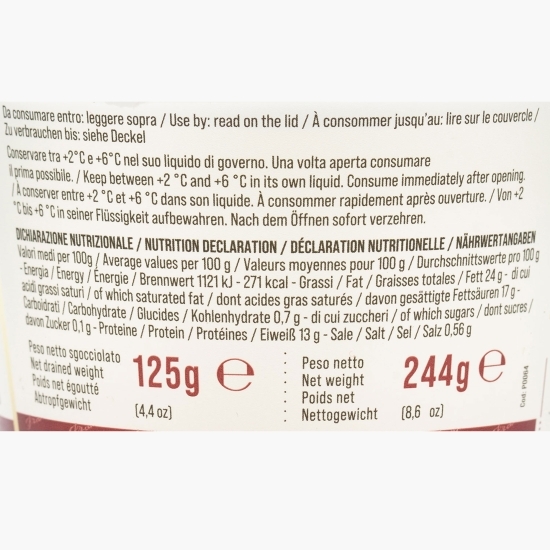 Da consumare entro: leggere sopra / Use by: read on the lid / À consommer jusqu'au: lire sur le couvercle /
Zu verbrauchen bis: siehe Deckel
Conservare tra +2°C e +6°C nel suo liquido di governo. Una volta aperta consumare
il prima possibile. / Keep between +2 °C and +6 °C in its own liquid. Consume immediately after opening.
/ À conserver entre +2 °C et +6 °C dans son liquide. À consommer rapidement après ouverture. / Von +2
°C bis +6 °C in seiner Flüssigkeit aufbewahren. Nach dem Öffnen sofort verzehren.
DICHIARAZIONE NUTRIZIONALE / NUTRITION DECLARATION / DÉCLARATION NUTRITIONELLE / NÄHRWERTANGABEN
Valori medi per 100g / Average values per 100 g / Valeurs moyennes pour 100 g / Durchschnittswerte pro 100 g
- Energia / Energy / Énergie / Brennwert 1121 kJ - 271 kcal - Grassi / Fat / Graisses totales / Fett 24 g - di cui
acidi grassi saturi / of which saturated fat / dont acides gras saturés / davon gesättigte Fettsäuren 17 g -
Carboidrati / Carbohydrate / Glucides / Kohlenhydrate 0,7 g - di cui zuccheri / of which sugars / dont sucres /
davon Zucker 0.1 g - Proteine / Protein / Protéines / Eiweiß 13 g - Sale / Salt / Sel / Salz 0,56 g
Peso netto sgocciolato
Net drained weight
Poids net égoutté
Abtropfgewicht
125g ℮
(4,4 oz)
Peso netto
Net weight
Poids net
Nettogewicht
244g ℮
(8,6 oz)
Cod: P0064